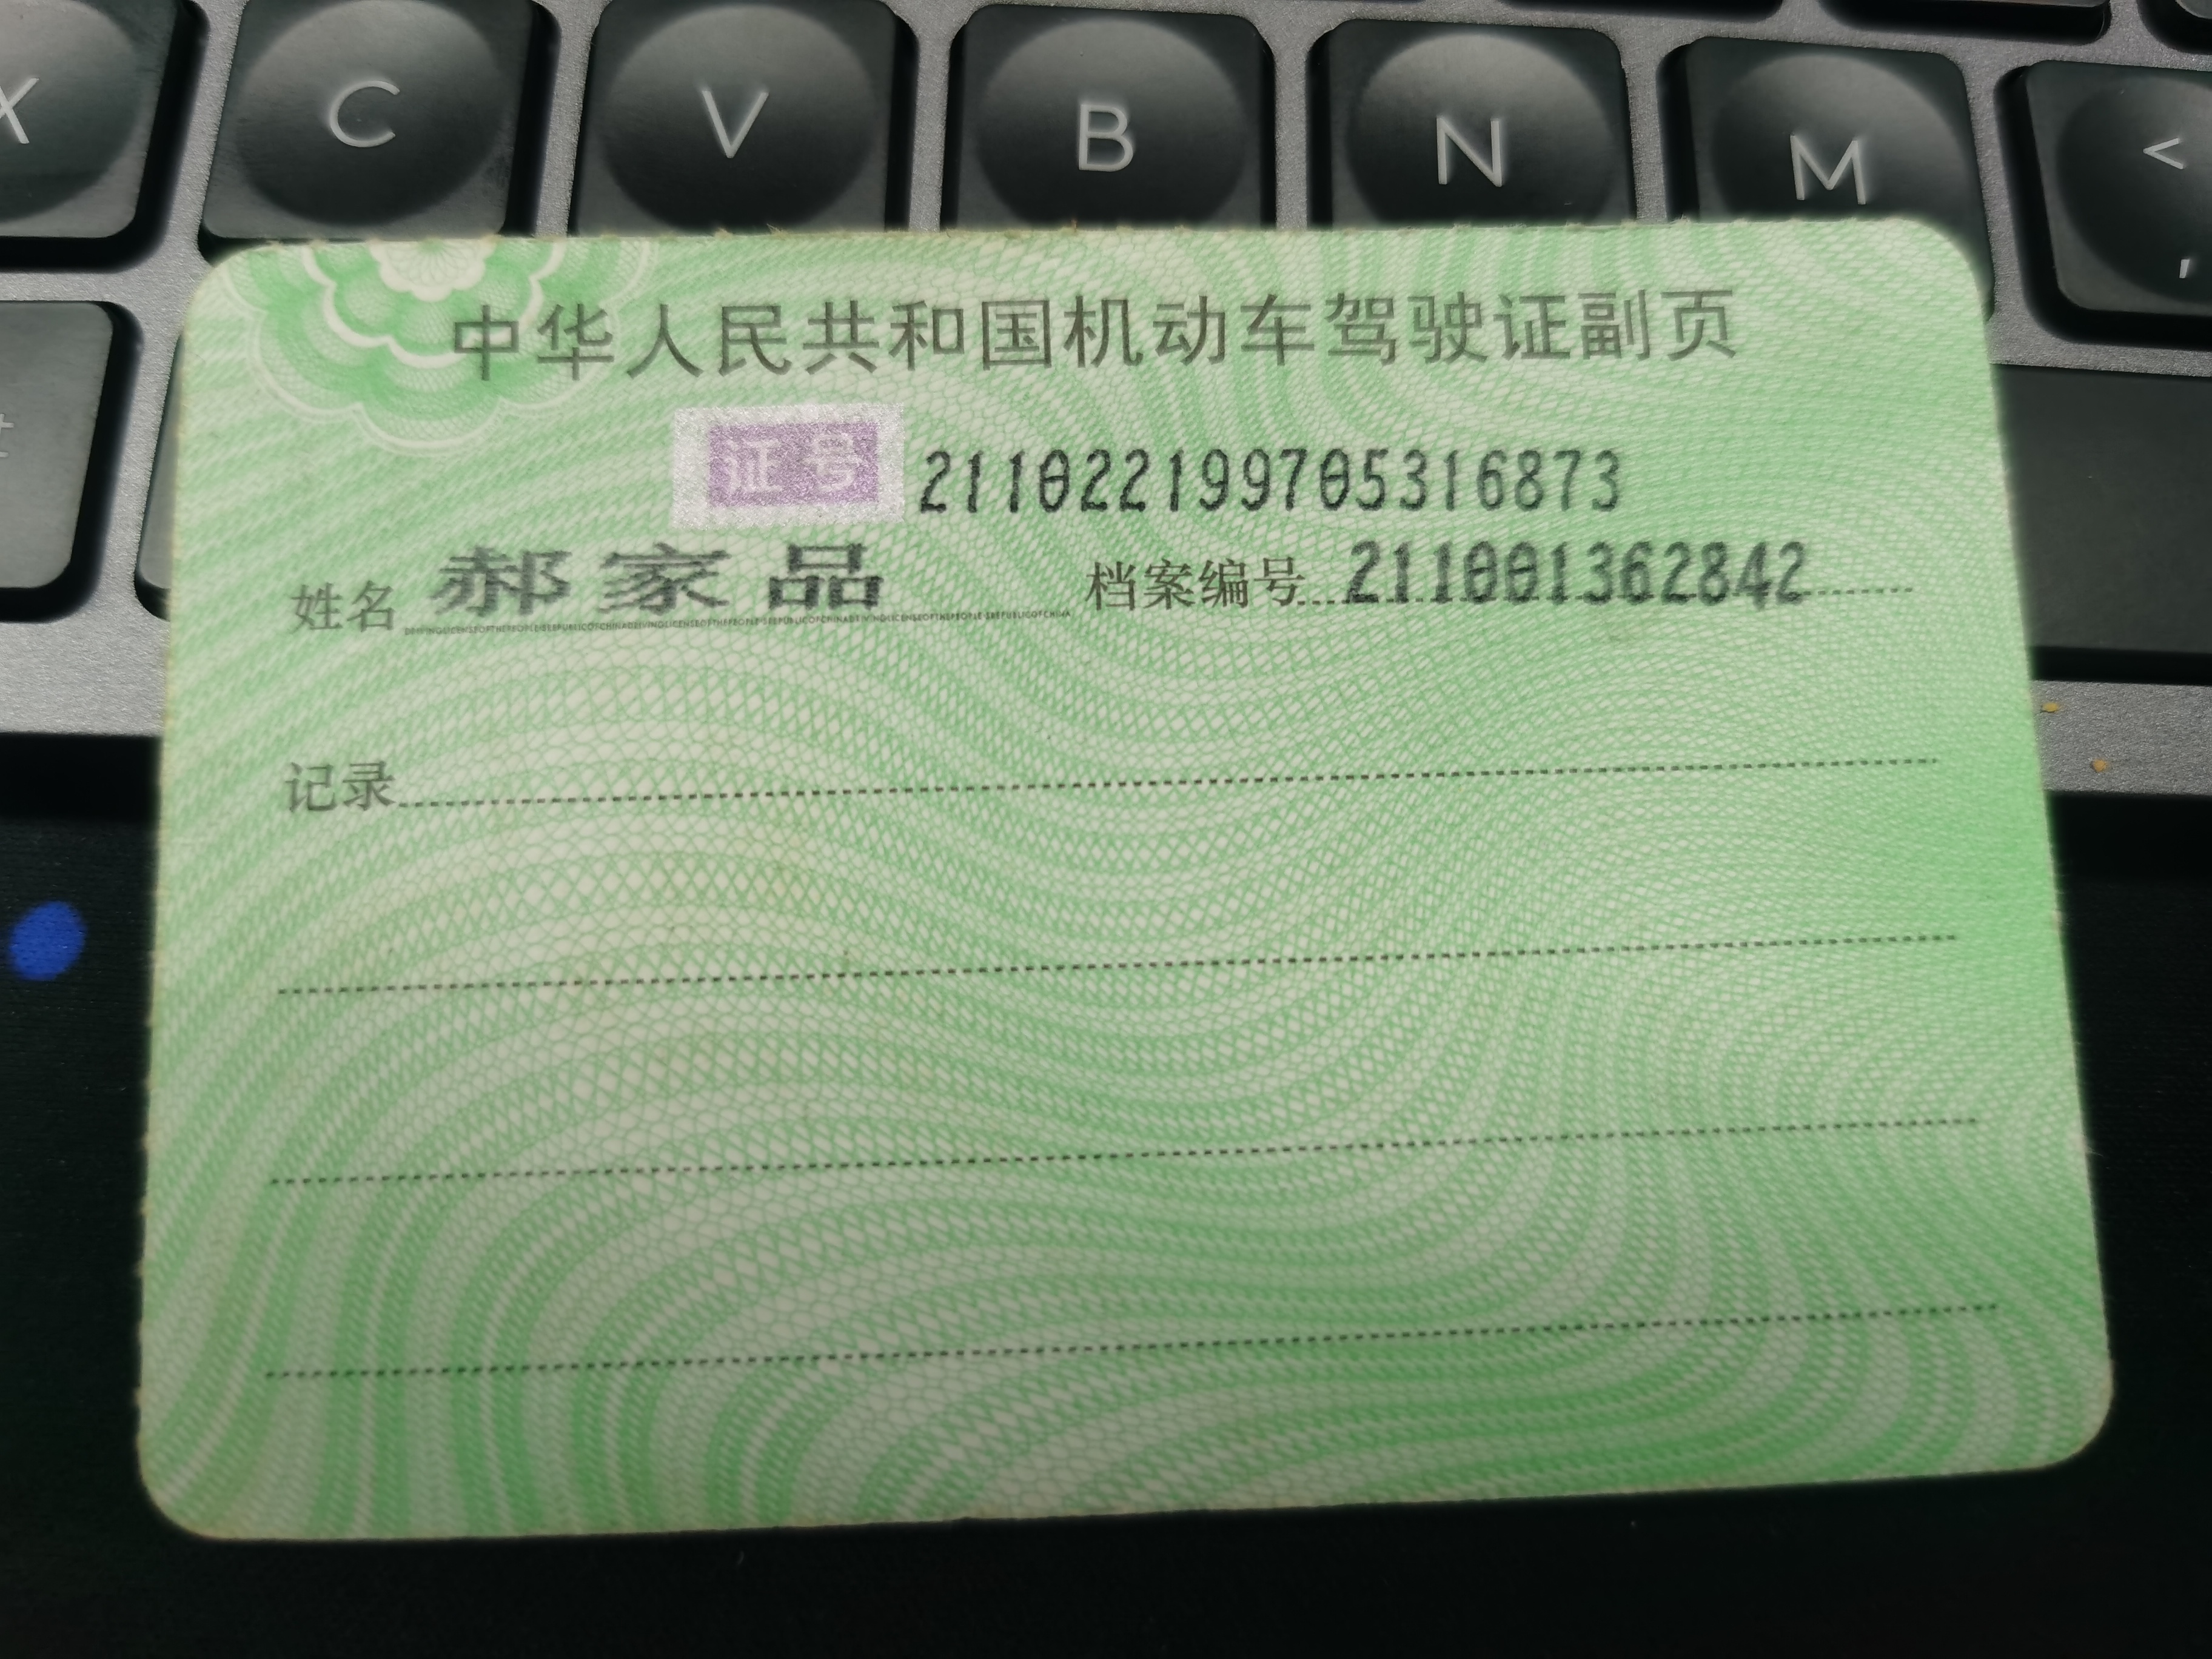 X C V B N M <
,
中华人民共和国机动车驾驶证副页
证号 211022199705316873
姓名 郝家品 档案编号 211001362842
记录